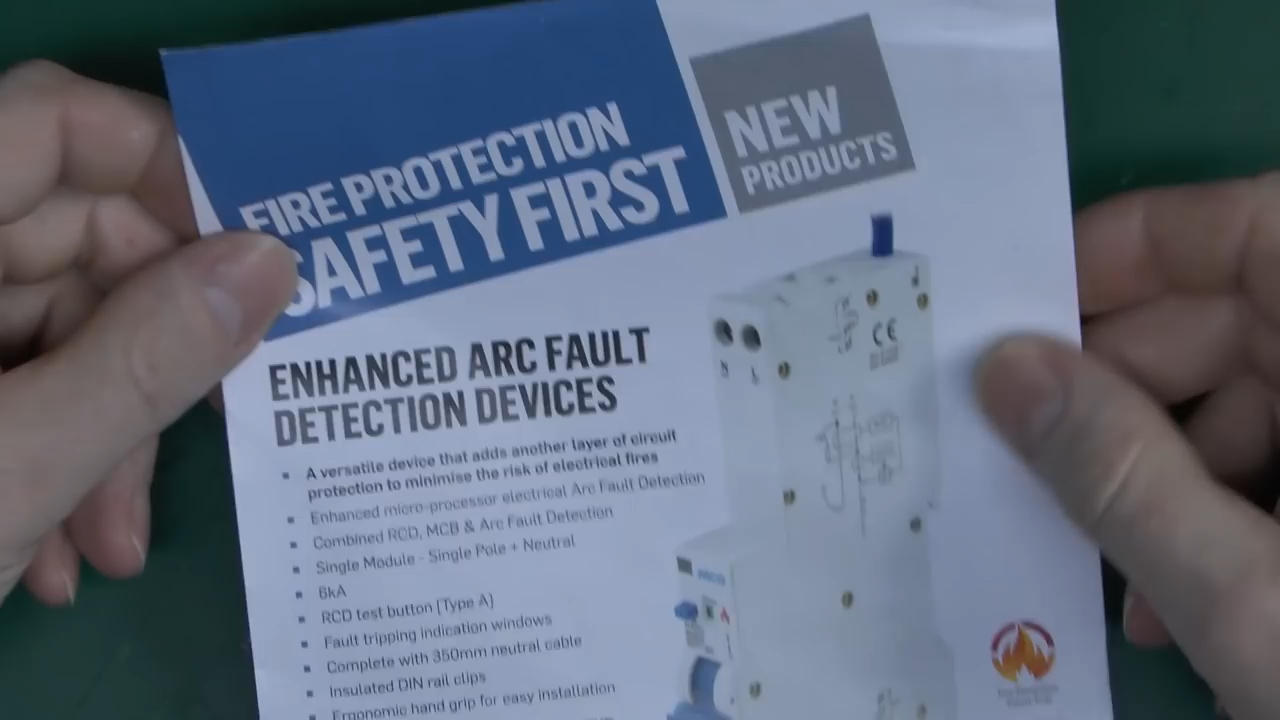 FIRE PROTECTION
SAFETY FIRST
NEW
PRODUCTS
ENHANCED ARC FAULT
DETECTION DEVICES
A versatile device that adds another layer of circuit
protection to minimise the risk of electrical fires
Enhanced micro-processor electrical Arc Fault Detection
Combined RCD, MCB & Arc Fault Detection
Single Module - Single Pole + Neutral
6kA
RCD test button (Type A)
Fault tripping indication windows
Complete with 350mm neutral cable
Insulated DIN rail clips
Ergonomic hand grip for easy installation
CE
N L